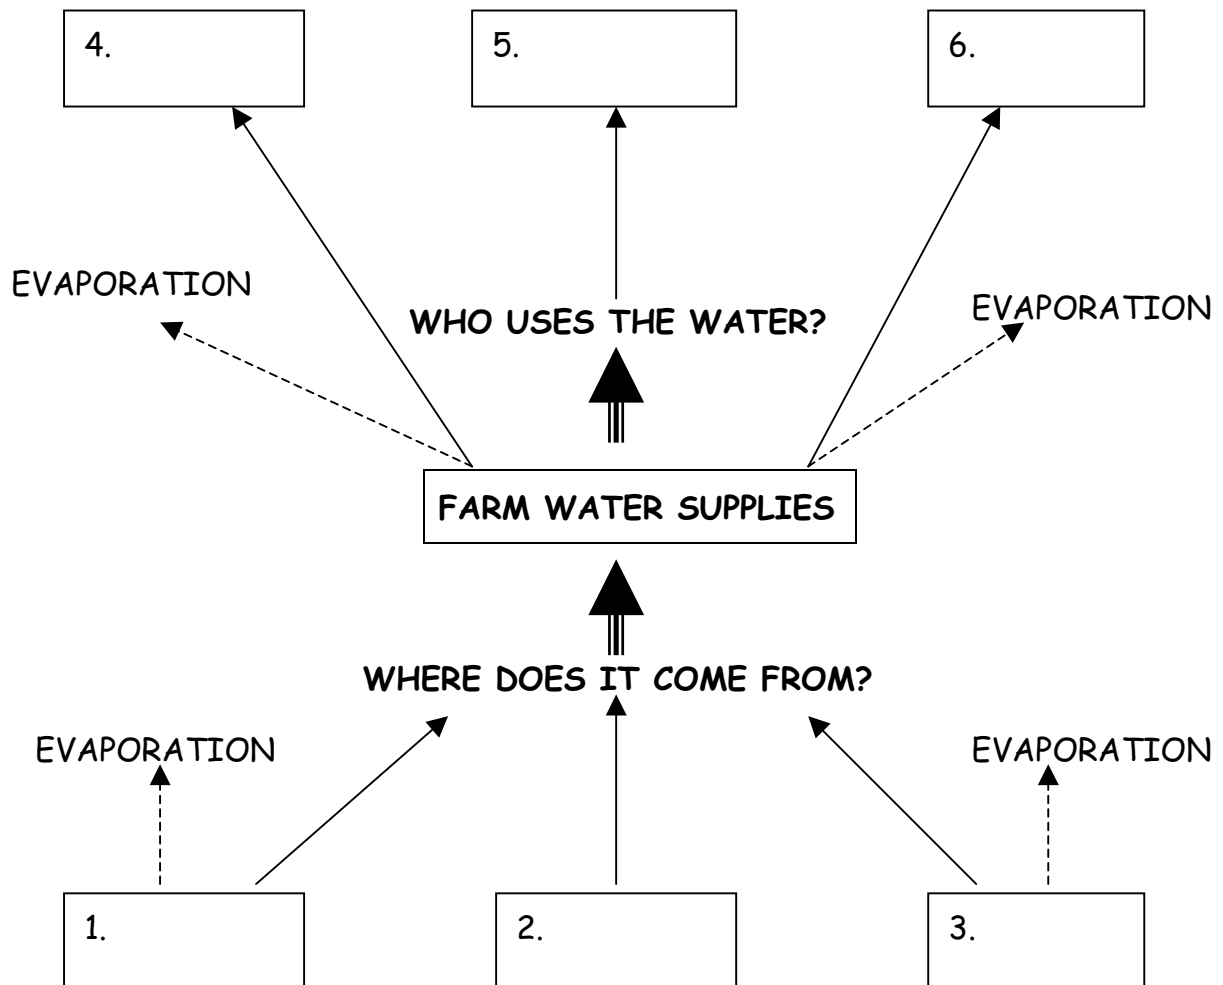 4.
5.
6.
EVAPORATION
WHO USES THE WATER?
EVAPORATION
FARM WATER SUPPLIES
WHERE DOES IT COME FROM?
EVAPORATION
EVAPORATION
1.
2.
3.